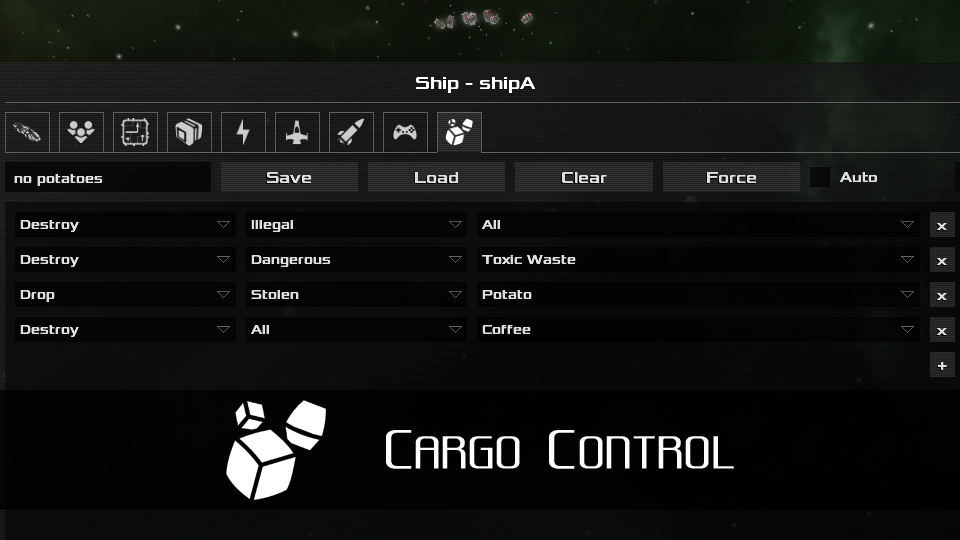 Ship - shipA
no potatoes Save Load Clear Force Auto
Destroy Illegal All x
Destroy Dangerous Toxic Waste x
Drop Stolen Potato x
Destroy All Coffee x
+
Cargo Control